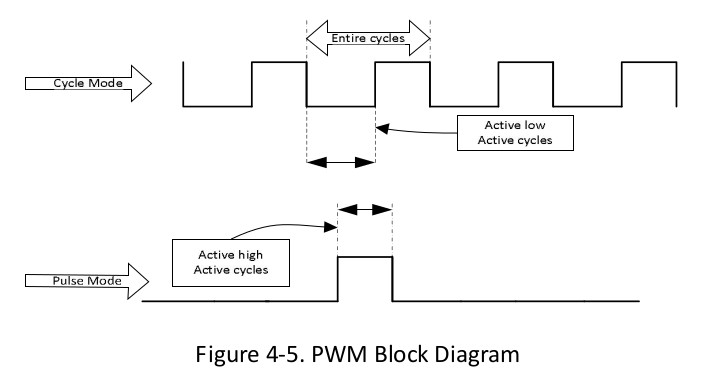 Entire cycles
Cycle Mode
Active low
Active cycles
Active high
Active cycles
Pulse Mode
Figure 4-5. PWM Block Diagram